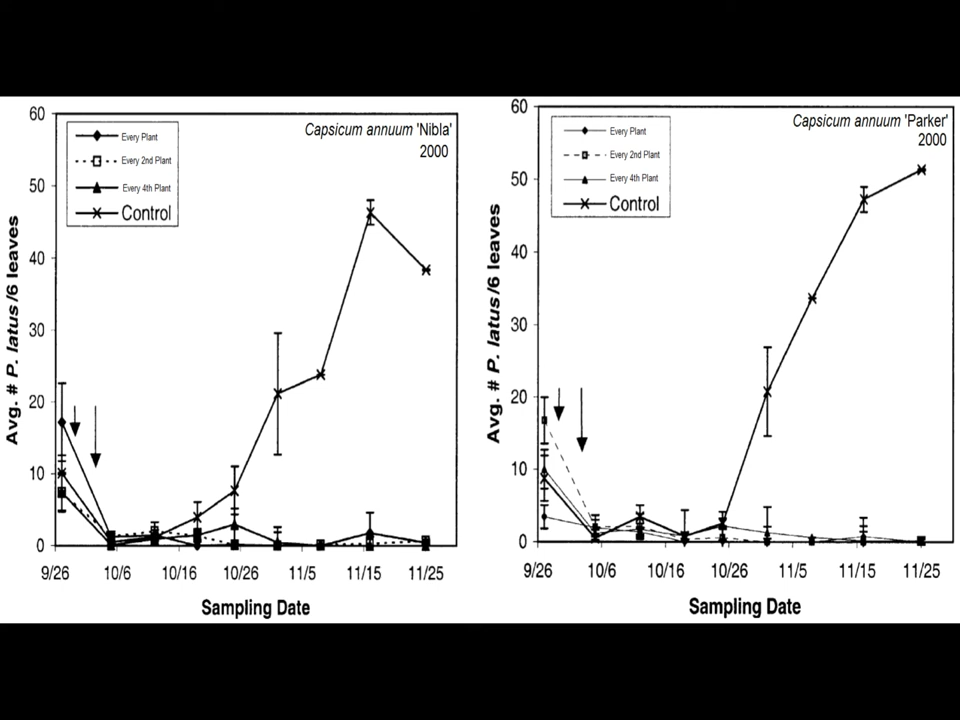 60
50
40
30
20
10
0
Avg. # P. latus/6 leaves
Every Plant
Every 2nd Plant
Every 4th Plant
Control
Capsicum annuum 'Nibla'
2000
9/26 10/6 10/16 10/26 11/5 11/15 11/25
Sampling Date
60
50
40
30
20
10
0
Avg. # P. latus/6 leaves
Every Plant
Every 2nd Plant
Every 4th Plant
Control
Capsicum annuum 'Parker'
2000
9/26 10/6 10/16 10/26 11/5 11/15 11/25
Sampling Date